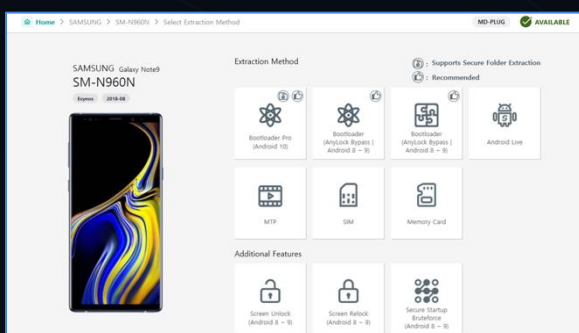 Home > SAMSUNG > SM-N960N > Select Extraction Method
MD-PLUG
AVAILABLE
SAMSUNG Galaxy Note9
SM-N960N
Exynos
2018-08
Extraction Method
: Supports Secure Folder Extraction
: Recommended
Bootloader Pro
(Android 10)
Bootloader
(AnyLock Bypass |
Android 8 ~ 9)
Bootloader
(AnyLock Bypass |
Android 8 ~ 9)
Android Live
MTP
SIM
Memory Card
Additional Features
Screen Unlock
(Android 8 ~ 9)
Screen Relock
(Android 8 ~ 9)
Secure Startup
Bruteforce
(Android 8 ~ 9)